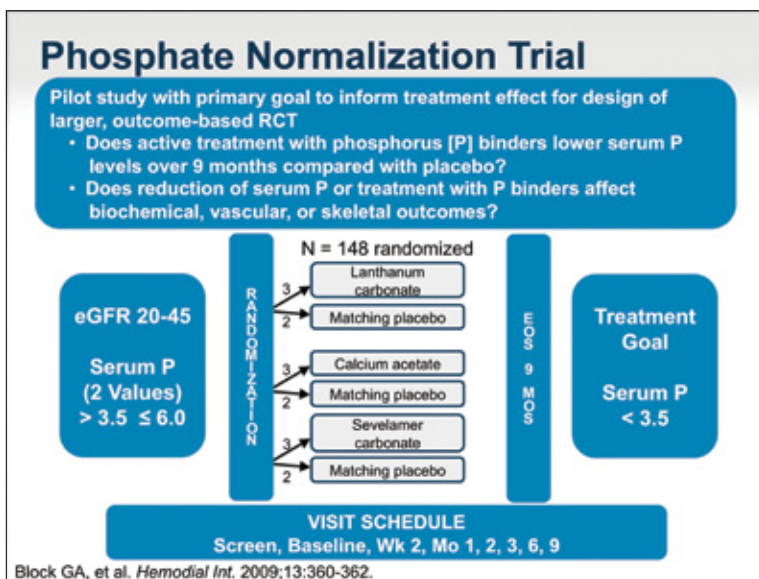 Phosphate Normalization Trial
Pilot study with primary goal to inform treatment effect for design of
larger, outcome-based RCT
• Does active treatment with phosphorus [P] binders lower serum P
levels over 9 months compared with placebo?
• Does reduction of serum P or treatment with P binders affect
biochemical, vascular, or skeletal outcomes?
eGFR 20-45
Serum P
(2 Values)
> 3.5 ≤ 6.0
RANDOMIZATION
N = 148 randomized
3
Lanthanum
carbonate
2
Matching placebo
3
Calcium acetate
2
Matching placebo
3
Sevelamer
carbonate
2
Matching placebo
EOS 9 MOS
Treatment
Goal
Serum P
< 3.5
VISIT SCHEDULE
Screen, Baseline, Wk 2, Mo 1, 2, 3, 6, 9
Block GA, et al. Hemodial Int. 2009;13:360-362.